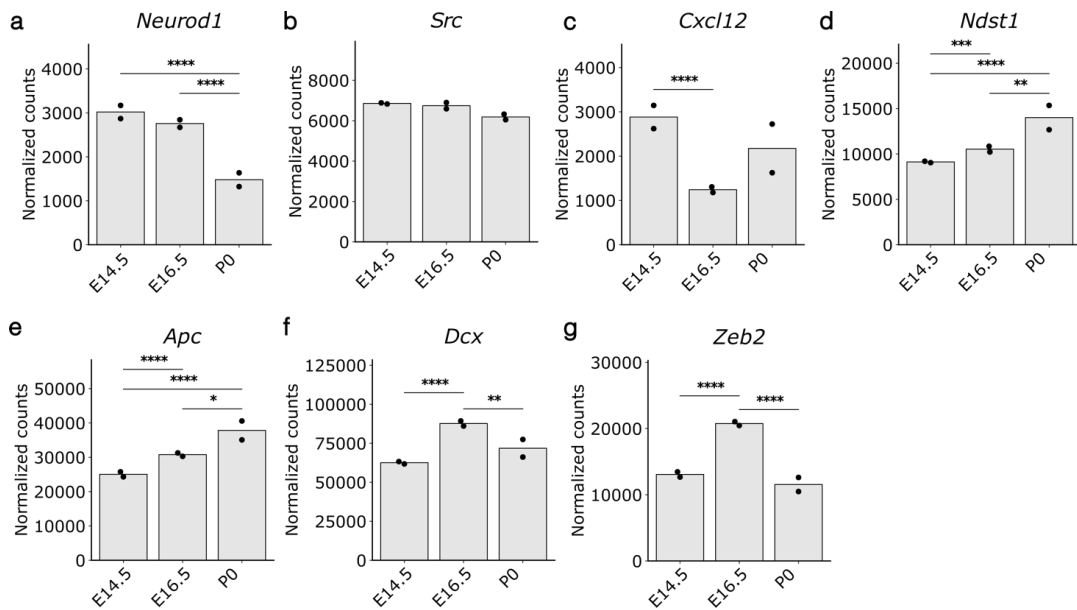 a
Neurod1
Normalized counts
4000
3000
2000
1000
0
****
****
E14.5
E16.5
P0
b
Src
Normalized counts
8000
6000
4000
2000
0
E14.5
E16.5
P0
c
Cxcl12
Normalized counts
4000
3000
2000
1000
0
****
E14.5
E16.5
P0
d
Ndst1
Normalized counts
20000
15000
10000
5000
0
***
****
**
E14.5
E16.5
P0
e
Apc
Normalized counts
50000
40000
30000
20000
10000
0
****
****
*
E14.5
E16.5
P0
f
Dcx
Normalized counts
125000
100000
75000
50000
25000
0
****
**
E14.5
E16.5
P0
g
Zeb2
Normalized counts
30000
20000
10000
0
****
****
E14.5
E16.5
P0